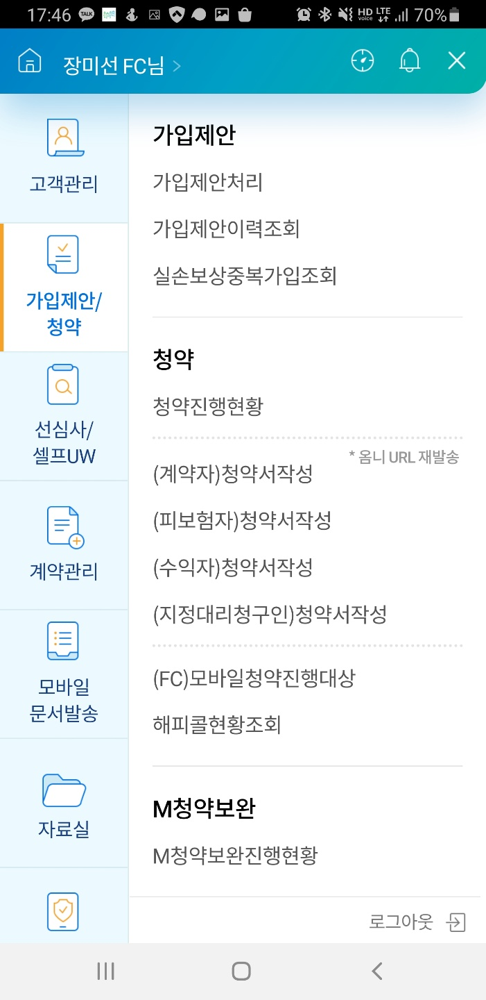 17:46
TALK
HD voice
LTE
70%
장미선 FC님
고객관리
가입제안/
청약
선심사/
셀프UW
계약관리
모바일
문서발송
자료실
가입제안
가입제안처리
가입제안이력조회
실손보상중복가입조회
청약
청약진행현황
* 옴니 URL 재발송
(계약자)청약서작성
(피보험자)청약서작성
(수익자)청약서작성
(지정대리청구인)청약서작성
(FC)모바일청약진행대상
해피콜현황조회
M청약보완
M청약보완진행현황
로그아웃